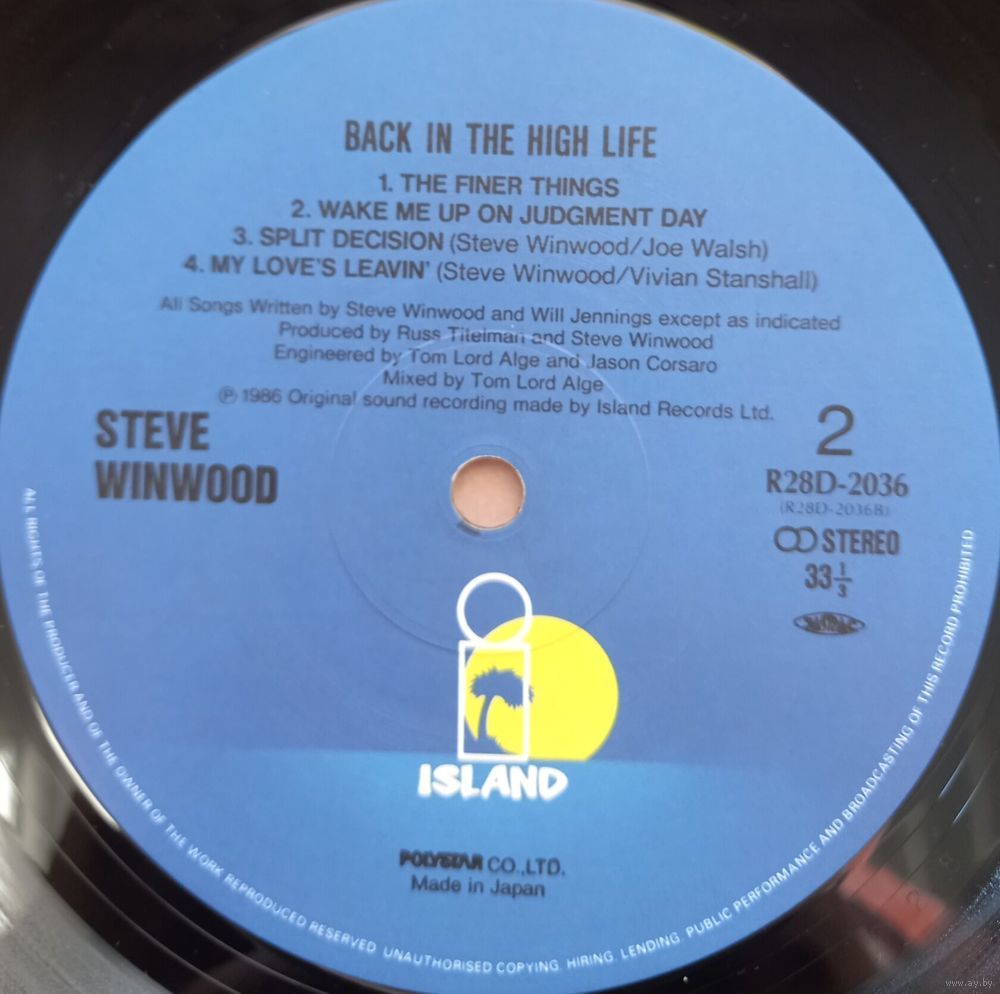 BACK IN THE HIGH LIFE
1. THE FINER THINGS
2. WAKE ME UP ON JUDGMENT DAY
3. SPLIT DECISION (Steve Winwood/Joe Walsh)
4. MY LOVE'S LEAVIN' (Steve Winwood/Vivian Stanshall)
All Songs Written by Steve Winwood and Will Jennings except as indicated
Produced by Russ Titelman and Steve Winwood
Engineered by Tom Lord Alge and Jason Corsaro
Mixed by Tom Lord Alge
℗ 1986 Original sound recording made by Island Records Ltd.
STEVE
WINWOOD
2
R28D-2036
(R28D-2036B)
STEREO
33 1/3
ISLAND
POLYSTAR CO.,LTD.
Made in Japan
ALL RIGHTS OF THE PRODUCER AND OF THE OWNER OF THE WORK REPRODUCED RESERVED UNAUTHORISED COPYING HIRING LENDING PUBLIC PERFORMANCE AND BROADCASTING OF THIS RECORD PROHIBITED
www.ay.by